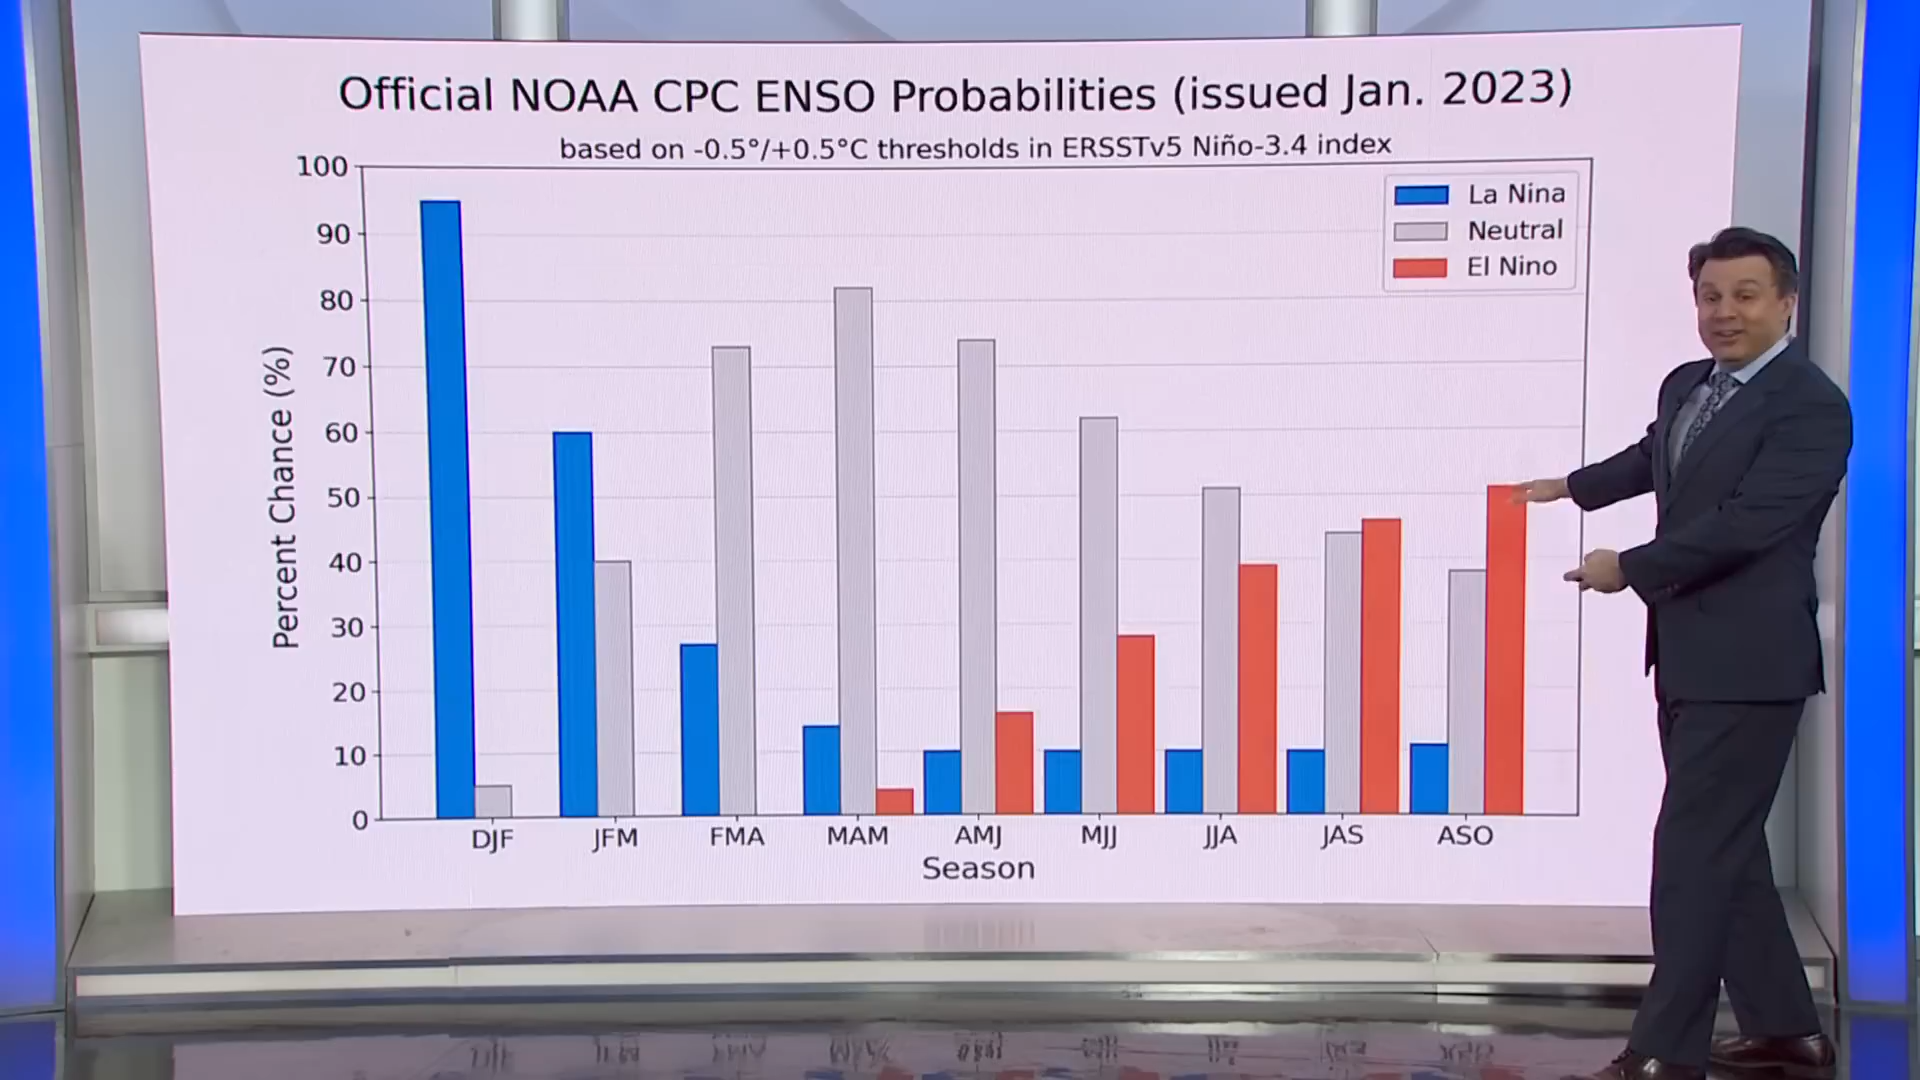 Official NOAA CPC ENSO Probabilities (issued Jan. 2023)
based on -0.5°/+0.5°C thresholds in ERSSTv5 Niño-3.4 index
La Nina
Neutral
El Nino
Percent Chance (%)
100
90
80
70
60
50
40
30
20
10
0
DJF JFM FMA MAM AMJ MJJ JJA JAS ASO
Season